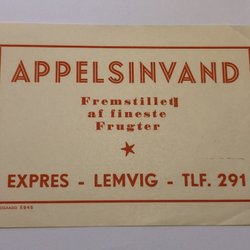 APPELSINVAND
Fremstillet
af fineste
Frugter
EXPRES - LEMVIG - TLF. 291